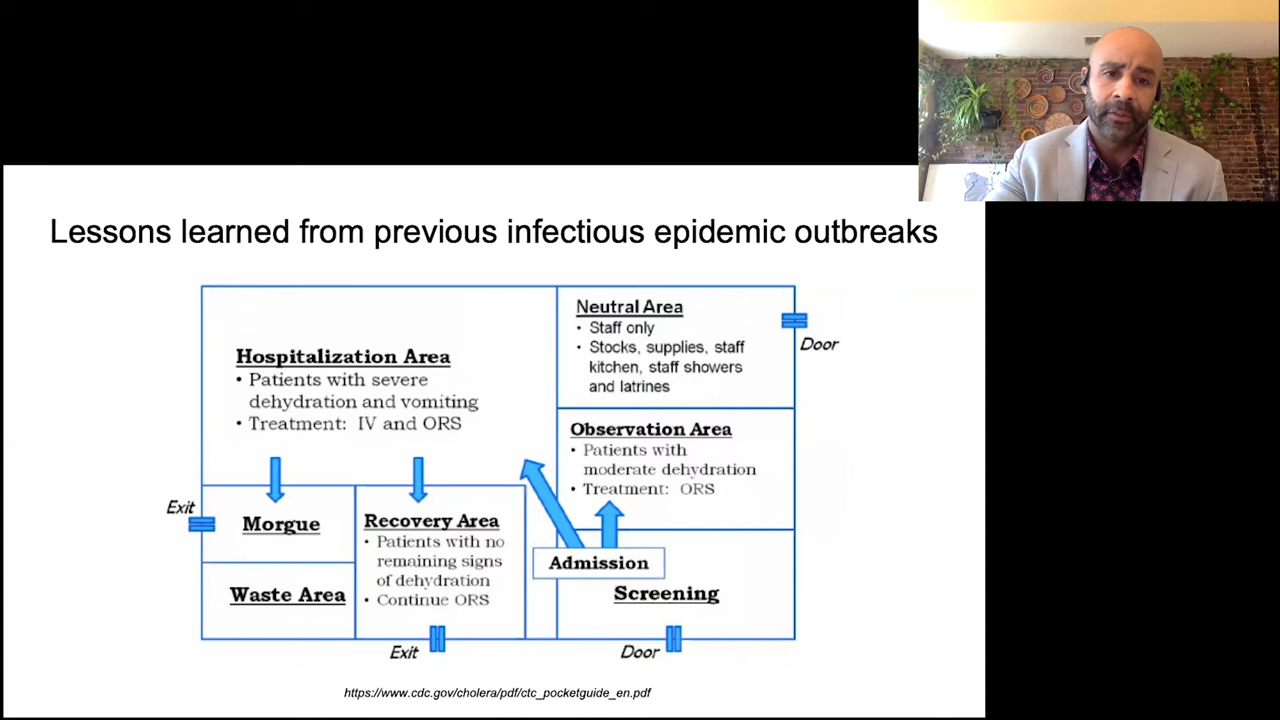 Lessons learned from previous infectious epidemic outbreaks
Neutral Area
• Staff only
• Stocks, supplies, staff
kitchen, staff showers
and latrines
Door
Hospitalization Area
• Patients with severe
dehydration and vomiting
• Treatment: IV and ORS
Observation Area
• Patients with
moderate dehydration
• Treatment: ORS
Exit
Morgue
Recovery Area
• Patients with no
remaining signs
of dehydration
• Continue ORS
Admission
Waste Area
Screening
Exit
Door
https://www.cdc.gov/cholera/pdf/ctc_pocketguide_en.pdf